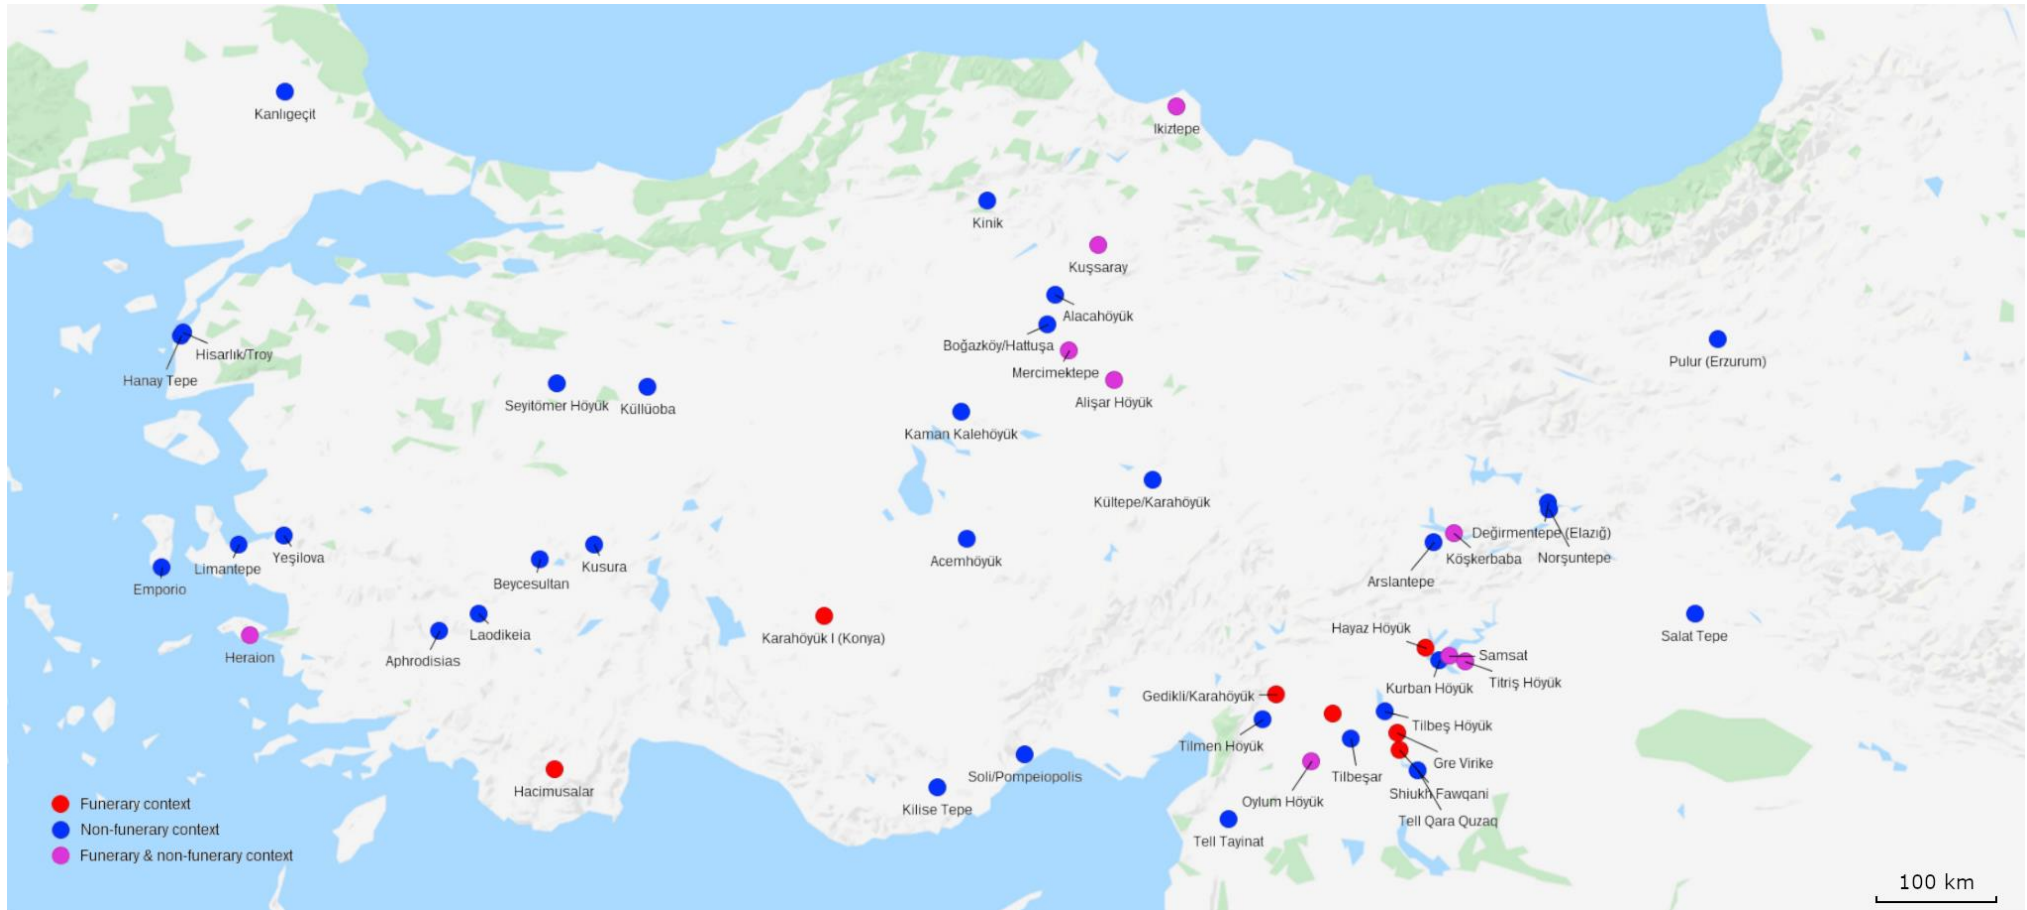 Kanlıgeçit
Ikiztepe
Kinik
Kuşsaray
Alacahöyük
Boğazköy/Hattuşa
Hisarlık/Troy
Pulur (Erzurum)
Mercimektepe
Hanay Tepe
Alişar Höyük
Seyitömer Höyük
Küllüoba
Kaman Kalehöyük
Kültepe/Karahöyük
Değirmentepe (Elazığ)
Yeşilova
Köşkerbaba
Norşuntepe
Acemhöyük
Limantepe
Kusura
Beycesultan
Arslantepe
Emporio
Hayaz Höyük
Laodikeia
Salat Tepe
Karahöyük I (Konya)
Samsat
Heraion
Aphrodisias
Titriş Höyük
Kurban Höyük
Gedikli/Karahöyük
Tilbeş Höyük
Tilmen Höyük
Gre Virike
Soli/Pompeiopolis
Tilbeşar
Hacimusalar
Shiukh Fawqani
Oylum Höyük
Kilise Tepe
Tell Qara Quzaq
Tell Tayinat
Funerary context
Non-funerary context
Funerary & non-funerary context
100 km